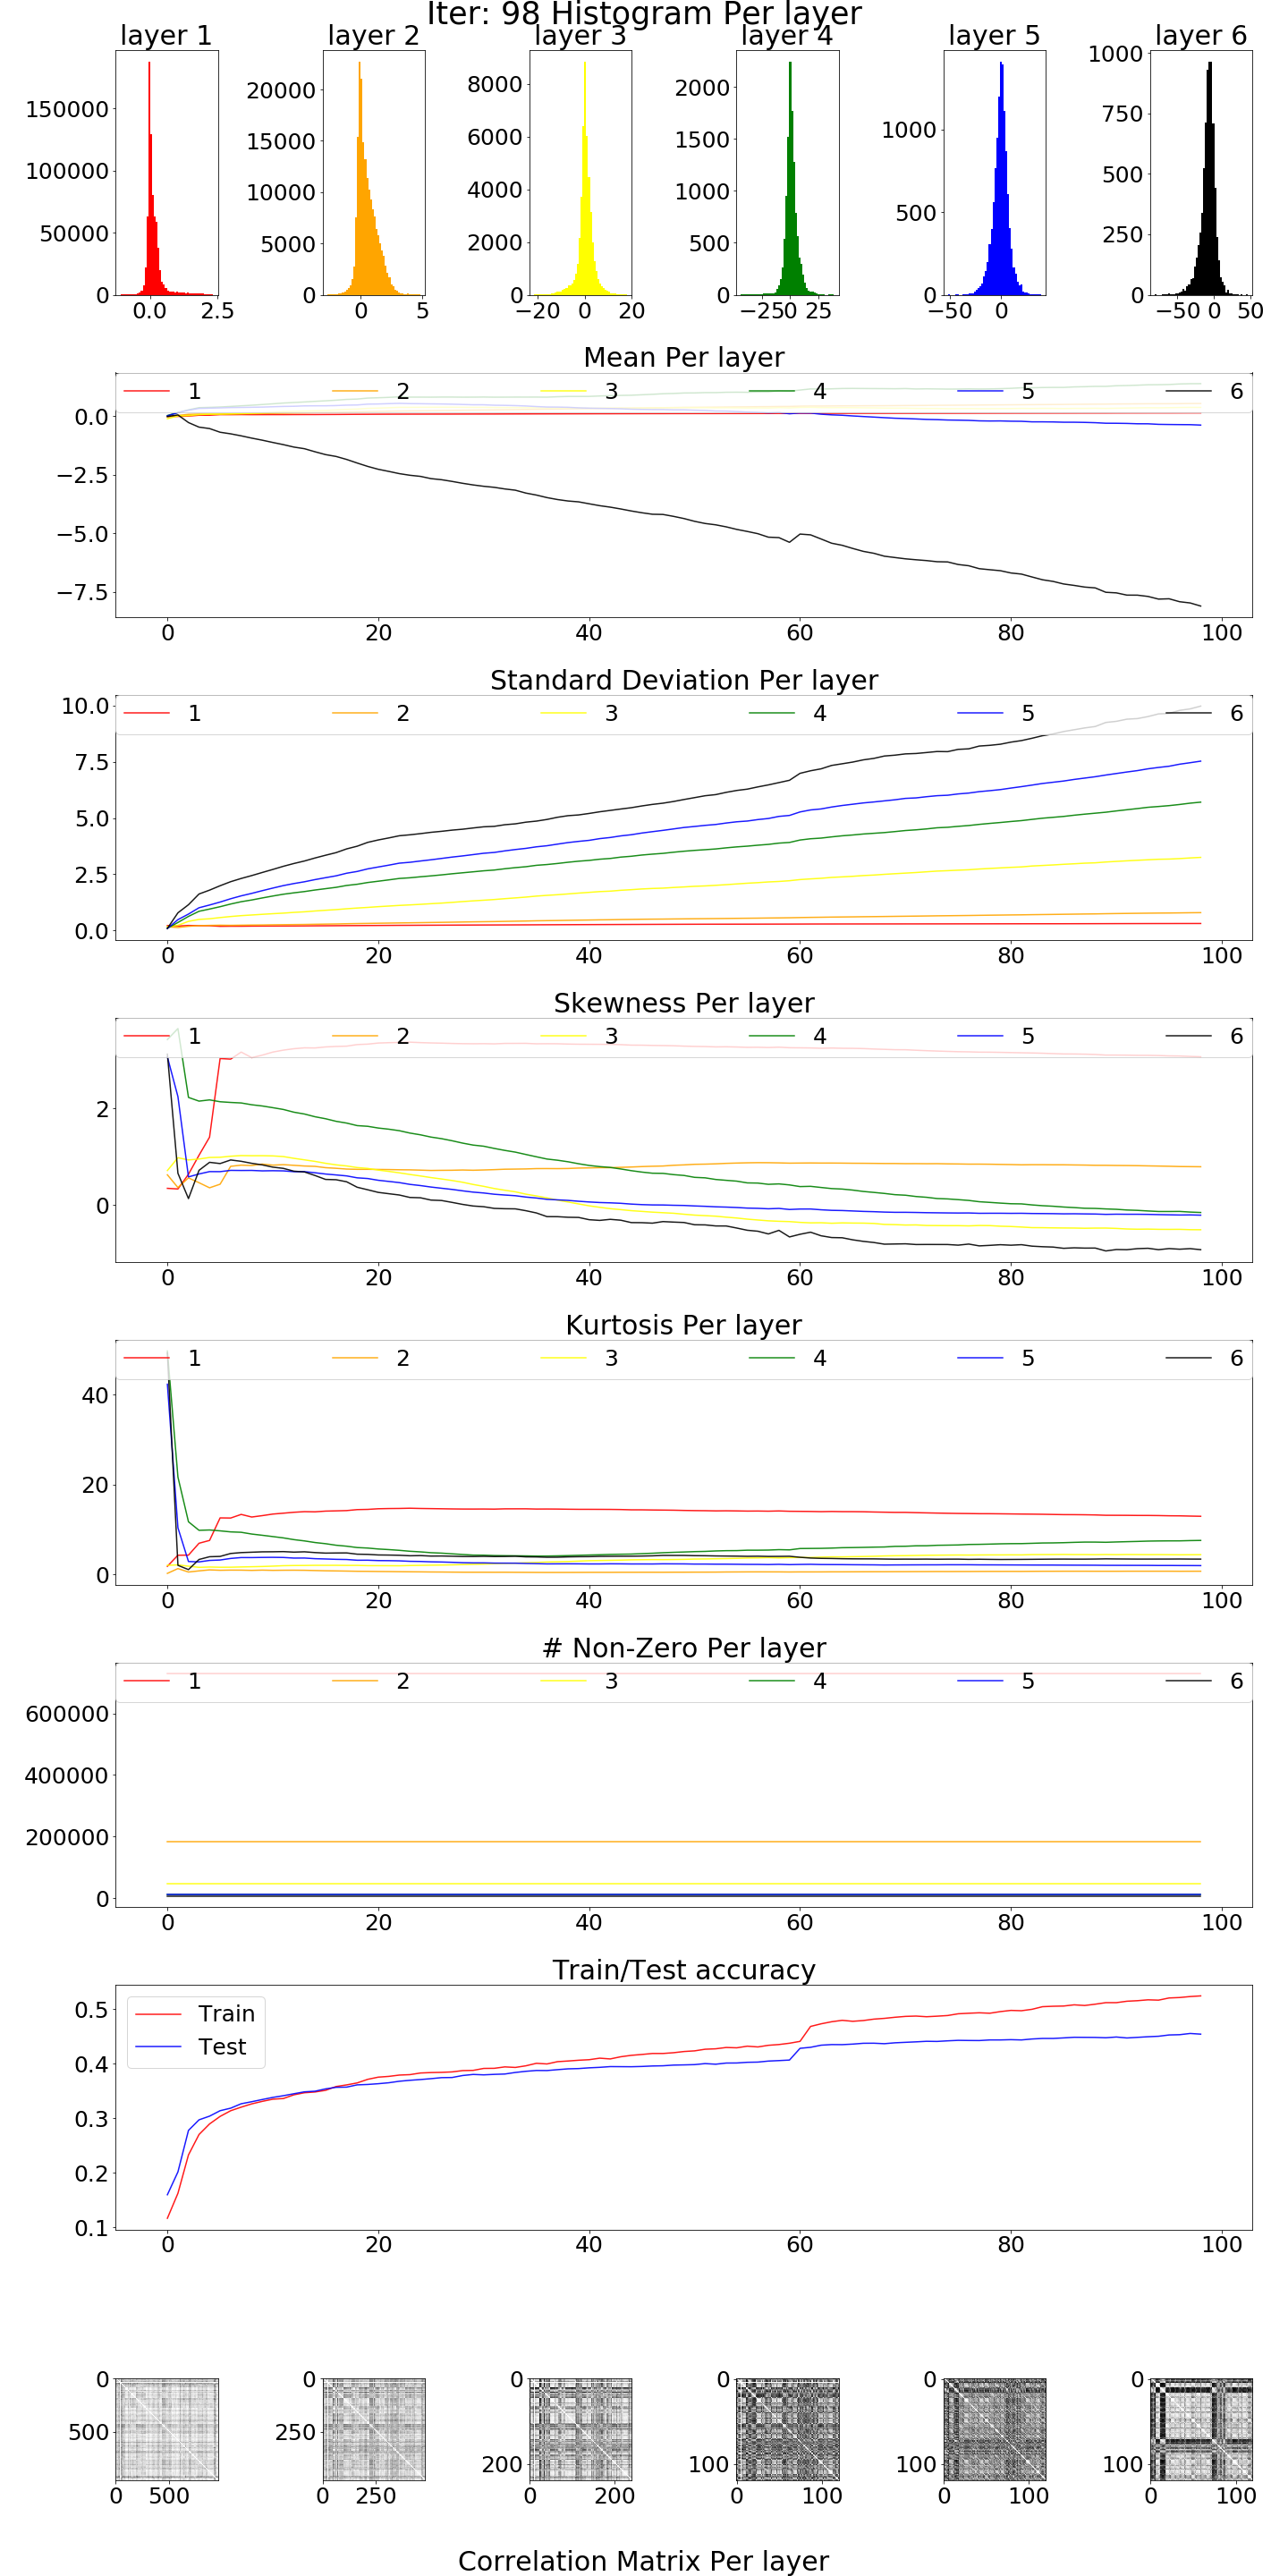 Iter: 98 Histogram Per layer
layer 1 layer 2 layer 3 layer 4 layer 5 layer 6
150000 100000 50000 0
0.0 2.5
20000 15000 10000 5000 0
0 5
8000 6000 4000 2000 0
−20 0 20
2000 1500 1000 500 0
−25 0 25
1000 500 0
−50 0
1000 750 500 250 0
−50 0 50
Mean Per layer
1 2 3 4 5 6
0.0
−2.5
−5.0
−7.5
0 20 40 60 80 100
Standard Deviation Per layer
1 2 3 4 5 6
10.0
7.5
5.0
2.5
0.0
0 20 40 60 80 100
Skewness Per layer
1 2 3 4 5 6
2
0
0 20 40 60 80 100
Kurtosis Per layer
1 2 3 4 5 6
40
20
0
0 20 40 60 80 100
# Non-Zero Per layer
1 2 3 4 5 6
600000
400000
200000
0
0 20 40 60 80 100
Train/Test accuracy
Train
Test
0.5
0.4
0.3
0.2
0.1
0 20 40 60 80 100
0 500
0 500
0 250
0 250
0 200
0 200
0 100
0 100
0 100
0 100
0 100
0 100
Correlation Matrix Per layer